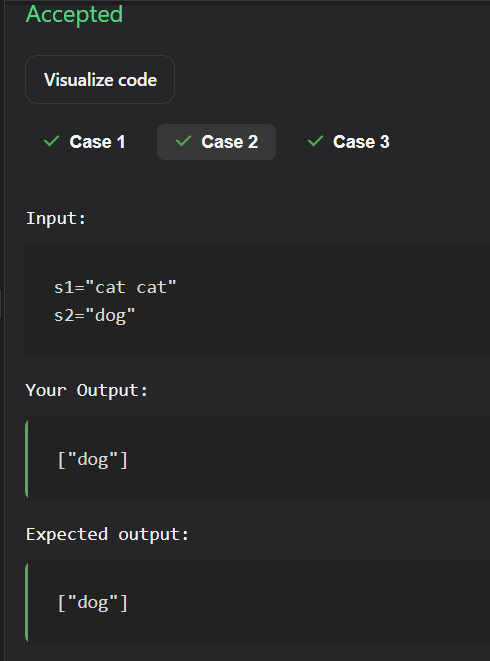 Accepted
Visualize code
Case 1 Case 2 Case 3
Input:
s1="cat cat"
s2="dog"
Your Output:
["dog"]
Expected output:
["dog"]